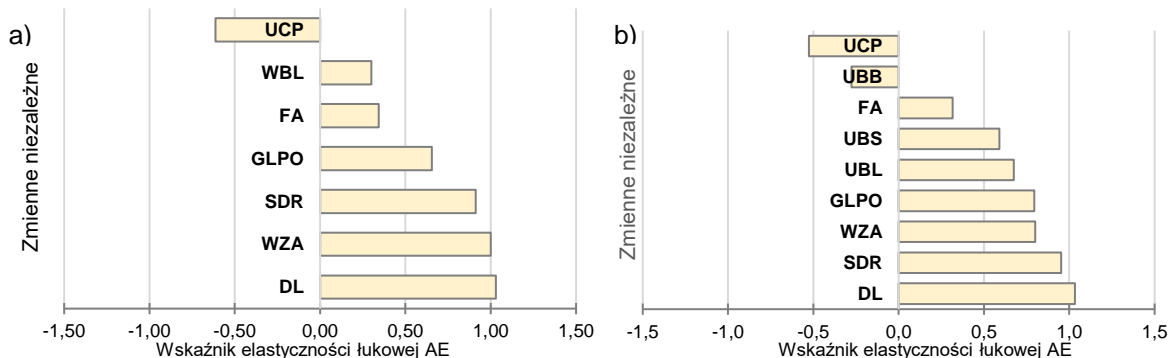 a)
Zmienne niezależne
UCP
WBL
FA
GLPO
SDR
WZA
DL
-1,50 -1,00 -0,50 0,00 0,50 1,00 1,50
Wskaźnik elastyczności łukowej AE
b)
Zmienne niezależne
UCP
UBB
FA
UBS
UBL
GLPO
WZA
SDR
DL
-1,5 -1,0 -0,5 0,0 0,5 1,0 1,5
Wskaźnik elastyczności łukowej AE